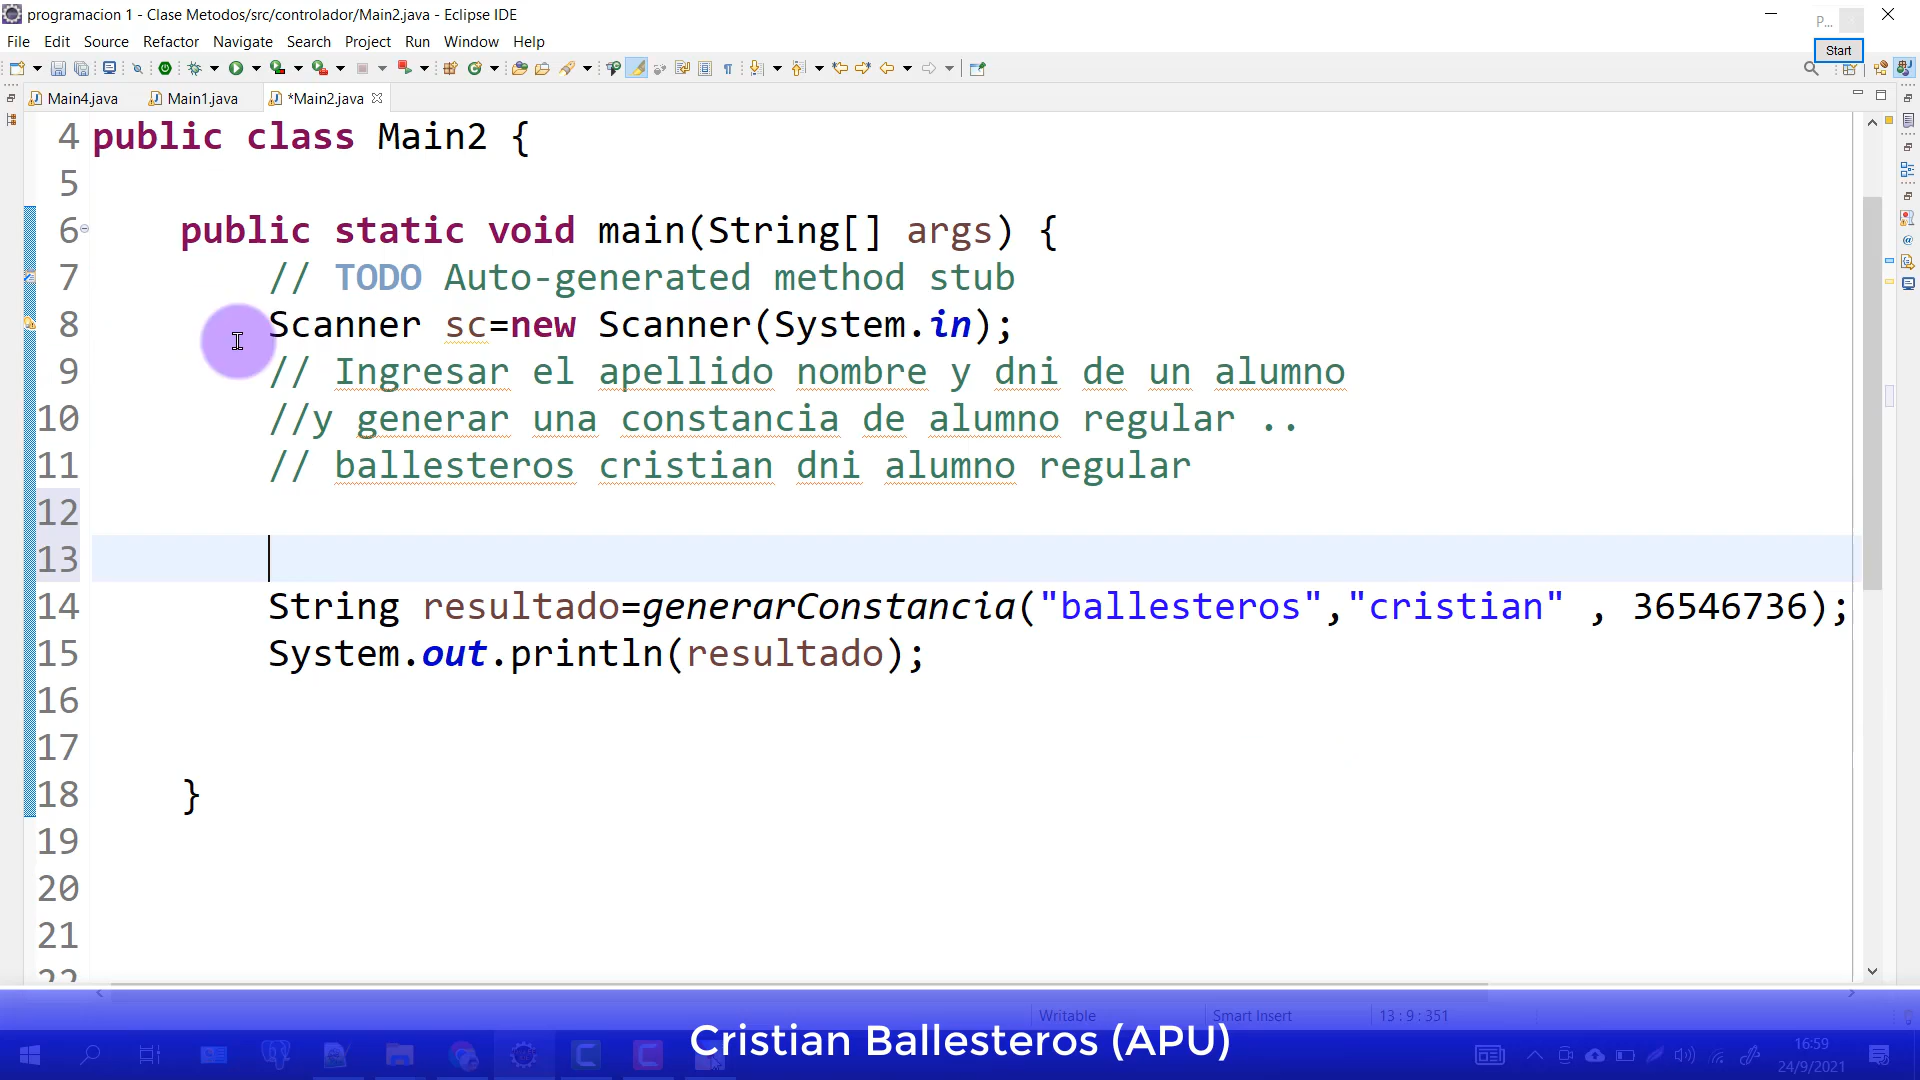 programacion 1 - Clase Metodos/src/controlador/Main2.java - Eclipse IDE
P...
Start
File Edit Source Refactor Navigate Search Project Run Window Help
Main4.java Main1.java *Main2.java
4 public class Main2 {
5
6 public static void main(String[] args) {
7 // TODO Auto-generated method stub
8 Scanner sc=new Scanner(System.in);
9 // Ingresar el apellido nombre y dni de un alumno
10 //y generar una constancia de alumno regular ..
11 // ballesteros cristian dni alumno regular
12
13
14 String resultado=generarConstancia("ballesteros","cristian" , 36546736);
15 System.out.println(resultado);
16
17
18 }
19
20
21
22
Writable Smart Insert 13 : 9 : 351
Cristian Ballesteros (APU)
16:59
24/9/2021